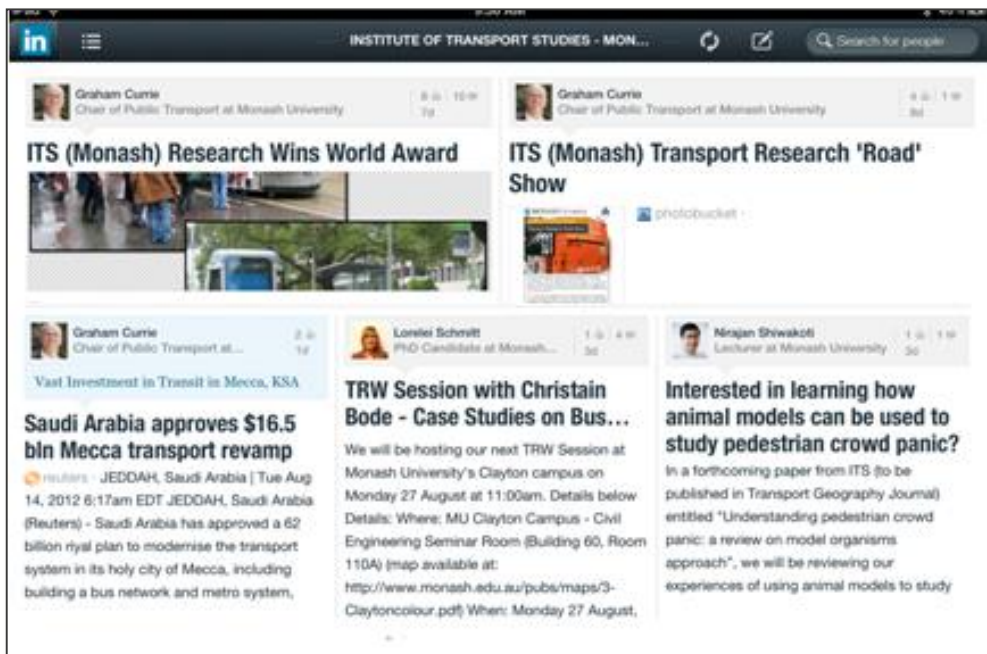 in
INSTITUTE OF TRANSPORT STUDIES - MON...
Search for people
Graham Currie
Chair of Public Transport at Monash University
7d
ITS (Monash) Research Wins World Award
Graham Currie
Chair of Public Transport at Monash University
ITS (Monash) Transport Research 'Road'
Show
photobucket ·
Graham Currie
Chair of Public Transport at...
1d
Vast Investment in Transit in Mecca, KSA
Saudi Arabia approves $16.5
bln Mecca transport revamp
reuters · JEDDAH, Saudi Arabia | Tue Aug
14, 2012 6:17am EDT JEDDAH, Saudi Arabia
(Reuters) - Saudi Arabia has approved a 62
billion riyal plan to modernise the transport
system in its holy city of Mecca, including
building a bus network and metro system,
Lorelei Schmitt
PhD Candidate at Monash...
3d
TRW Session with Christain
Bode - Case Studies on Bus...
We will be hosting our next TRW Session at
Monash University's Clayton campus on
Monday 27 August at 11:00am. Details below
Details: Where: MU Clayton Campus - Civil
Engineering Seminar Room (Building 60, Room
110A) (map available at:
http://www.monash.edu.au/pubs/maps/3-
Claytoncolour.pdf) When: Monday 27 August,
Nirajan Shiwakoti
Lecturer at Monash University
Interested in learning how
animal models can be used to
study pedestrian crowd panic?
In a forthcoming paper from ITS (to be
published in Transport Geography Journal)
entitled "Understanding pedestrian crowd
panic: a review on model organisms
approach", we will be reviewing our
experiences of using animal models to study